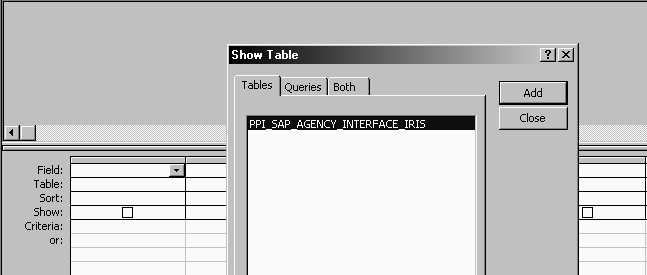 Show Table
Tables Queries Both
Add
Close
PPI_SAP_AGENCY_INTERFACE_IRIS
Field:
Table:
Sort:
Show:
Criteria:
or: